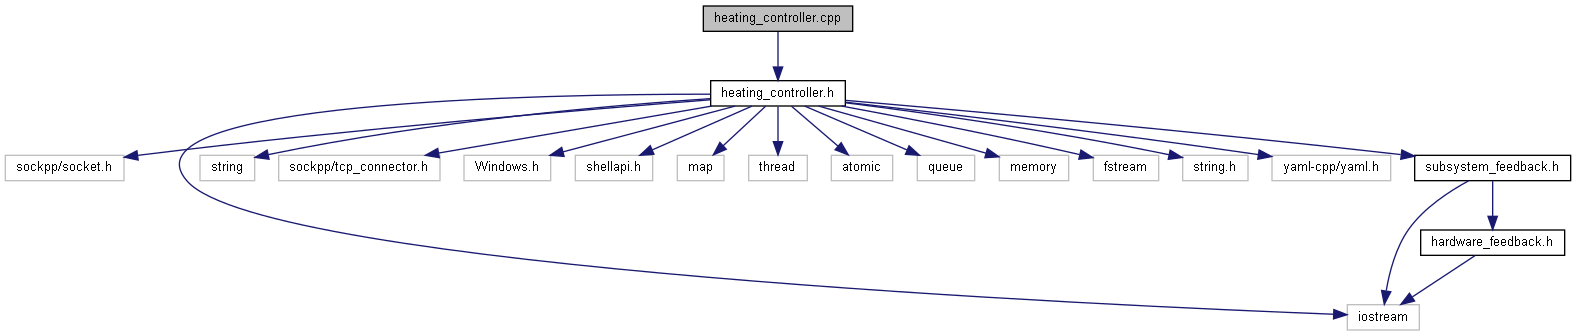 heating_controller.cpp
heating_controller.h
sockpp/socket.h
string
sockpp/tcp_connector.h
Windows.h
shellapi.h
map
thread
atomic
queue
memory
fstream
string.h
yaml-cpp/yaml.h
subsystem_feedback.h
hardware_feedback.h
iostream